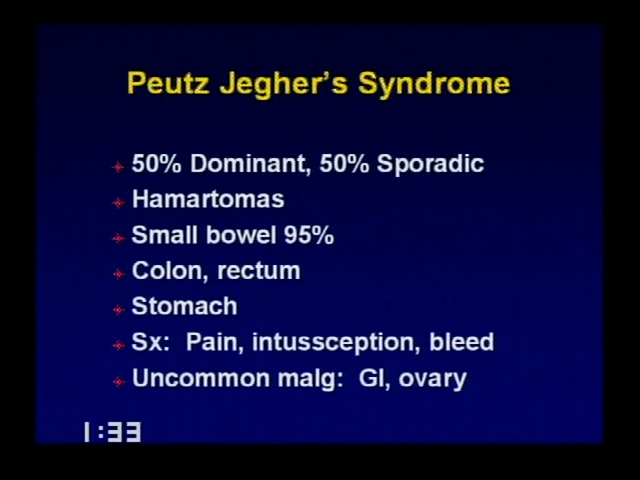 Peutz Jegher's Syndrome
50% Dominant, 50% Sporadic
Hamartomas
Small bowel 95%
Colon, rectum
Stomach
Sx: Pain, intussception, bleed
Uncommon malg: GI, ovary
1:33